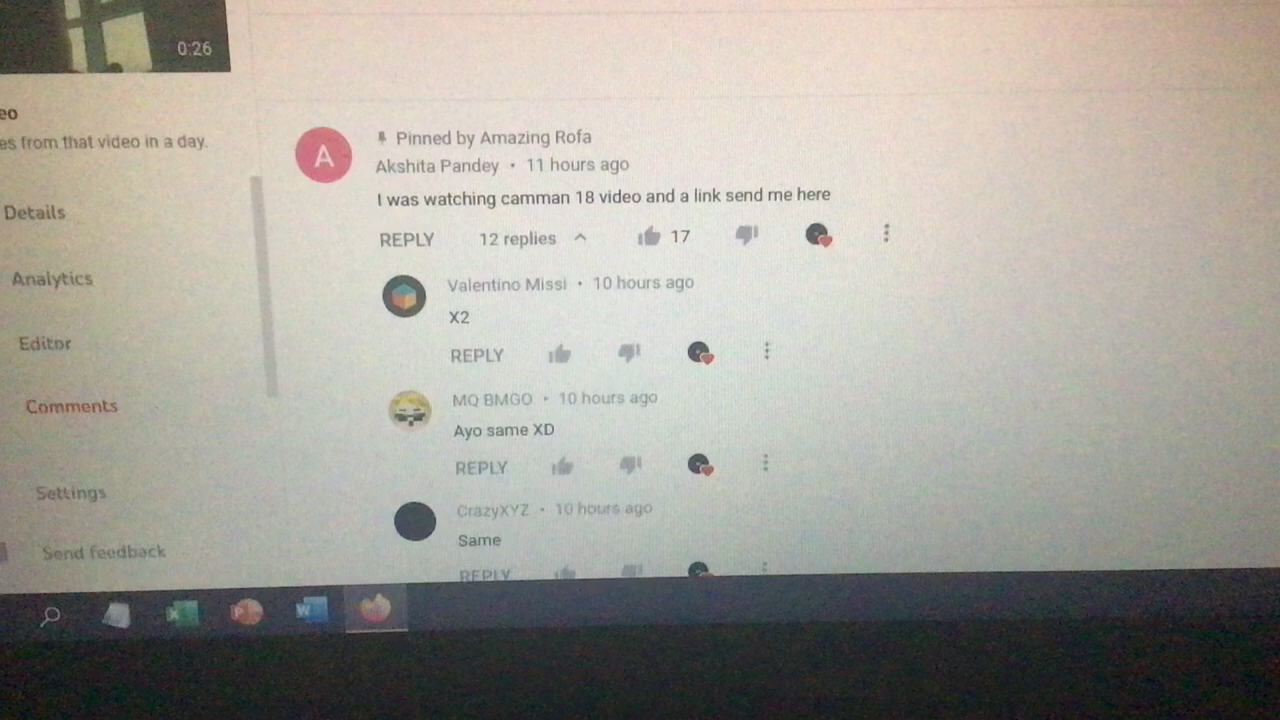 0:26
eo
es from that video in a day.
Details
Analytics
Editor
Comments
Settings
Send feedback
Pinned by Amazing Rofa
Akshita Pandey • 11 hours ago
I was watching camman 18 video and a link send me here
REPLY 12 replies 17
Valentino Missi • 10 hours ago
X2
REPLY
MQ BMGO • 10 hours ago
Ayo same XD
REPLY
CrazyXYZ • 10 hours ago
Same
REPLY